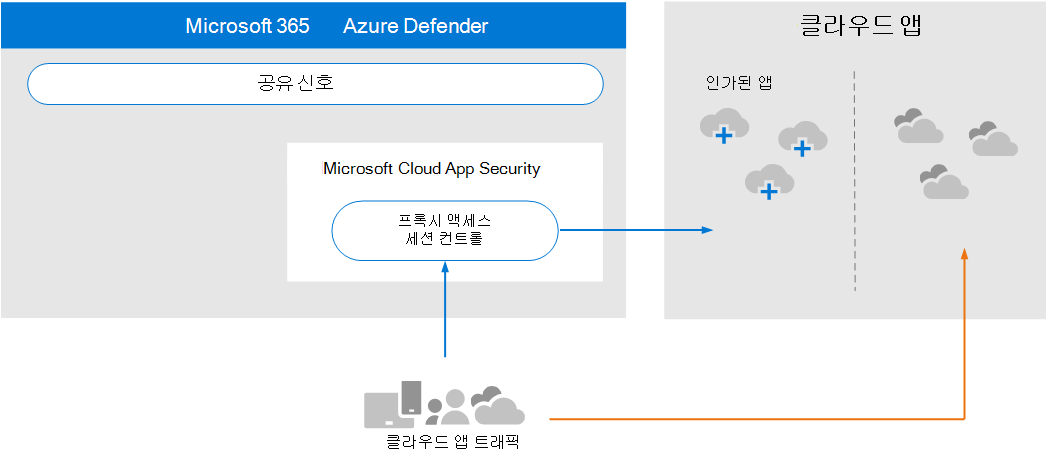 Microsoft 365 Azure Defender
클라우드 앱
공유 신호
인가된 앱
Microsoft Cloud App Security
프록시 액세스
세션 컨트롤
클라우드 앱 트래픽